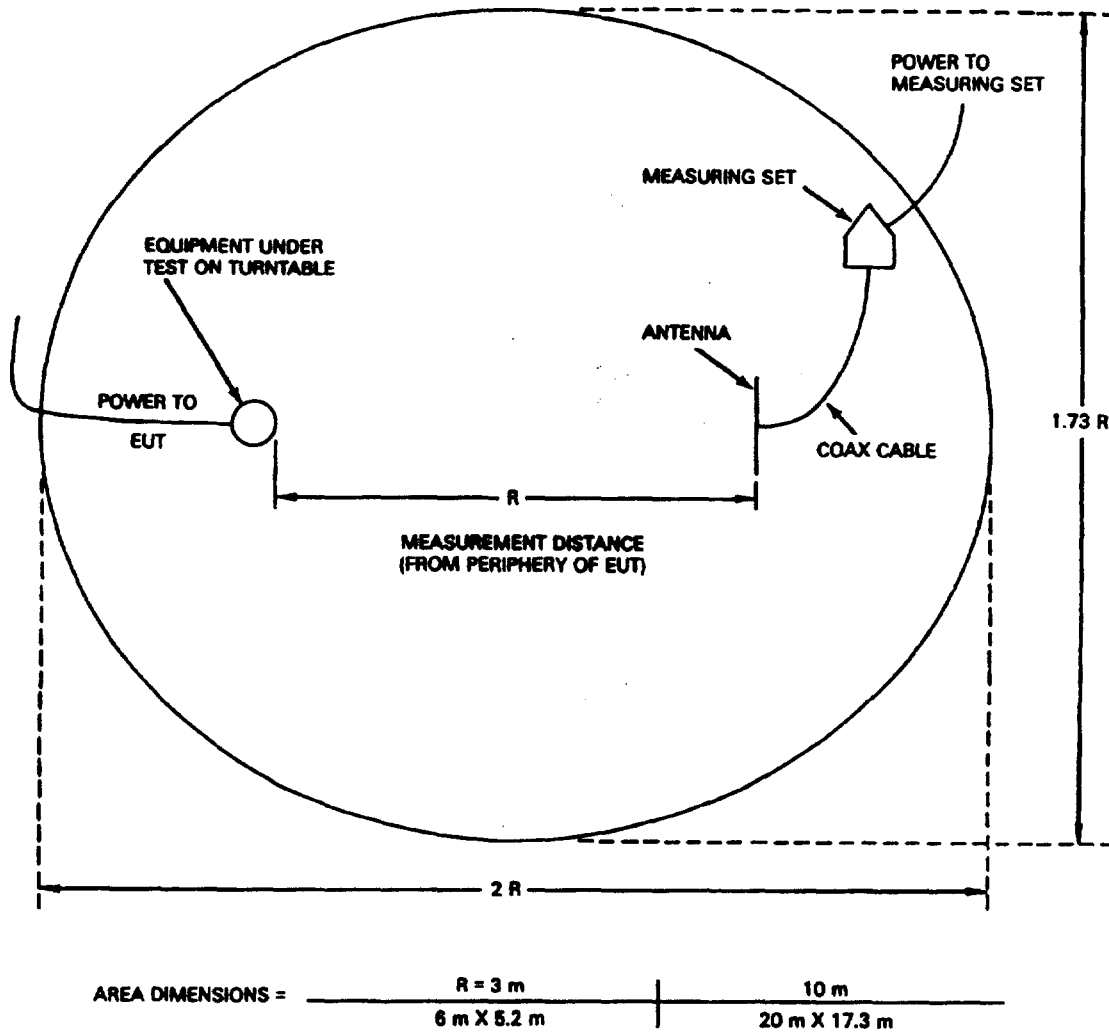 POWER TO
MEASURING SET
MEASURING SET
EQUIPMENT UNDER
TEST ON TURNTABLE
ANTENNA
POWER TO
EUT
COAX CABLE
1.73 R
R
MEASUREMENT DISTANCE
(FROM PERIPHERY OF EUT)
2 R
AREA DIMENSIONS =
R = 3 m
10 m
6 m X 5.2 m
20 m X 17.3 m